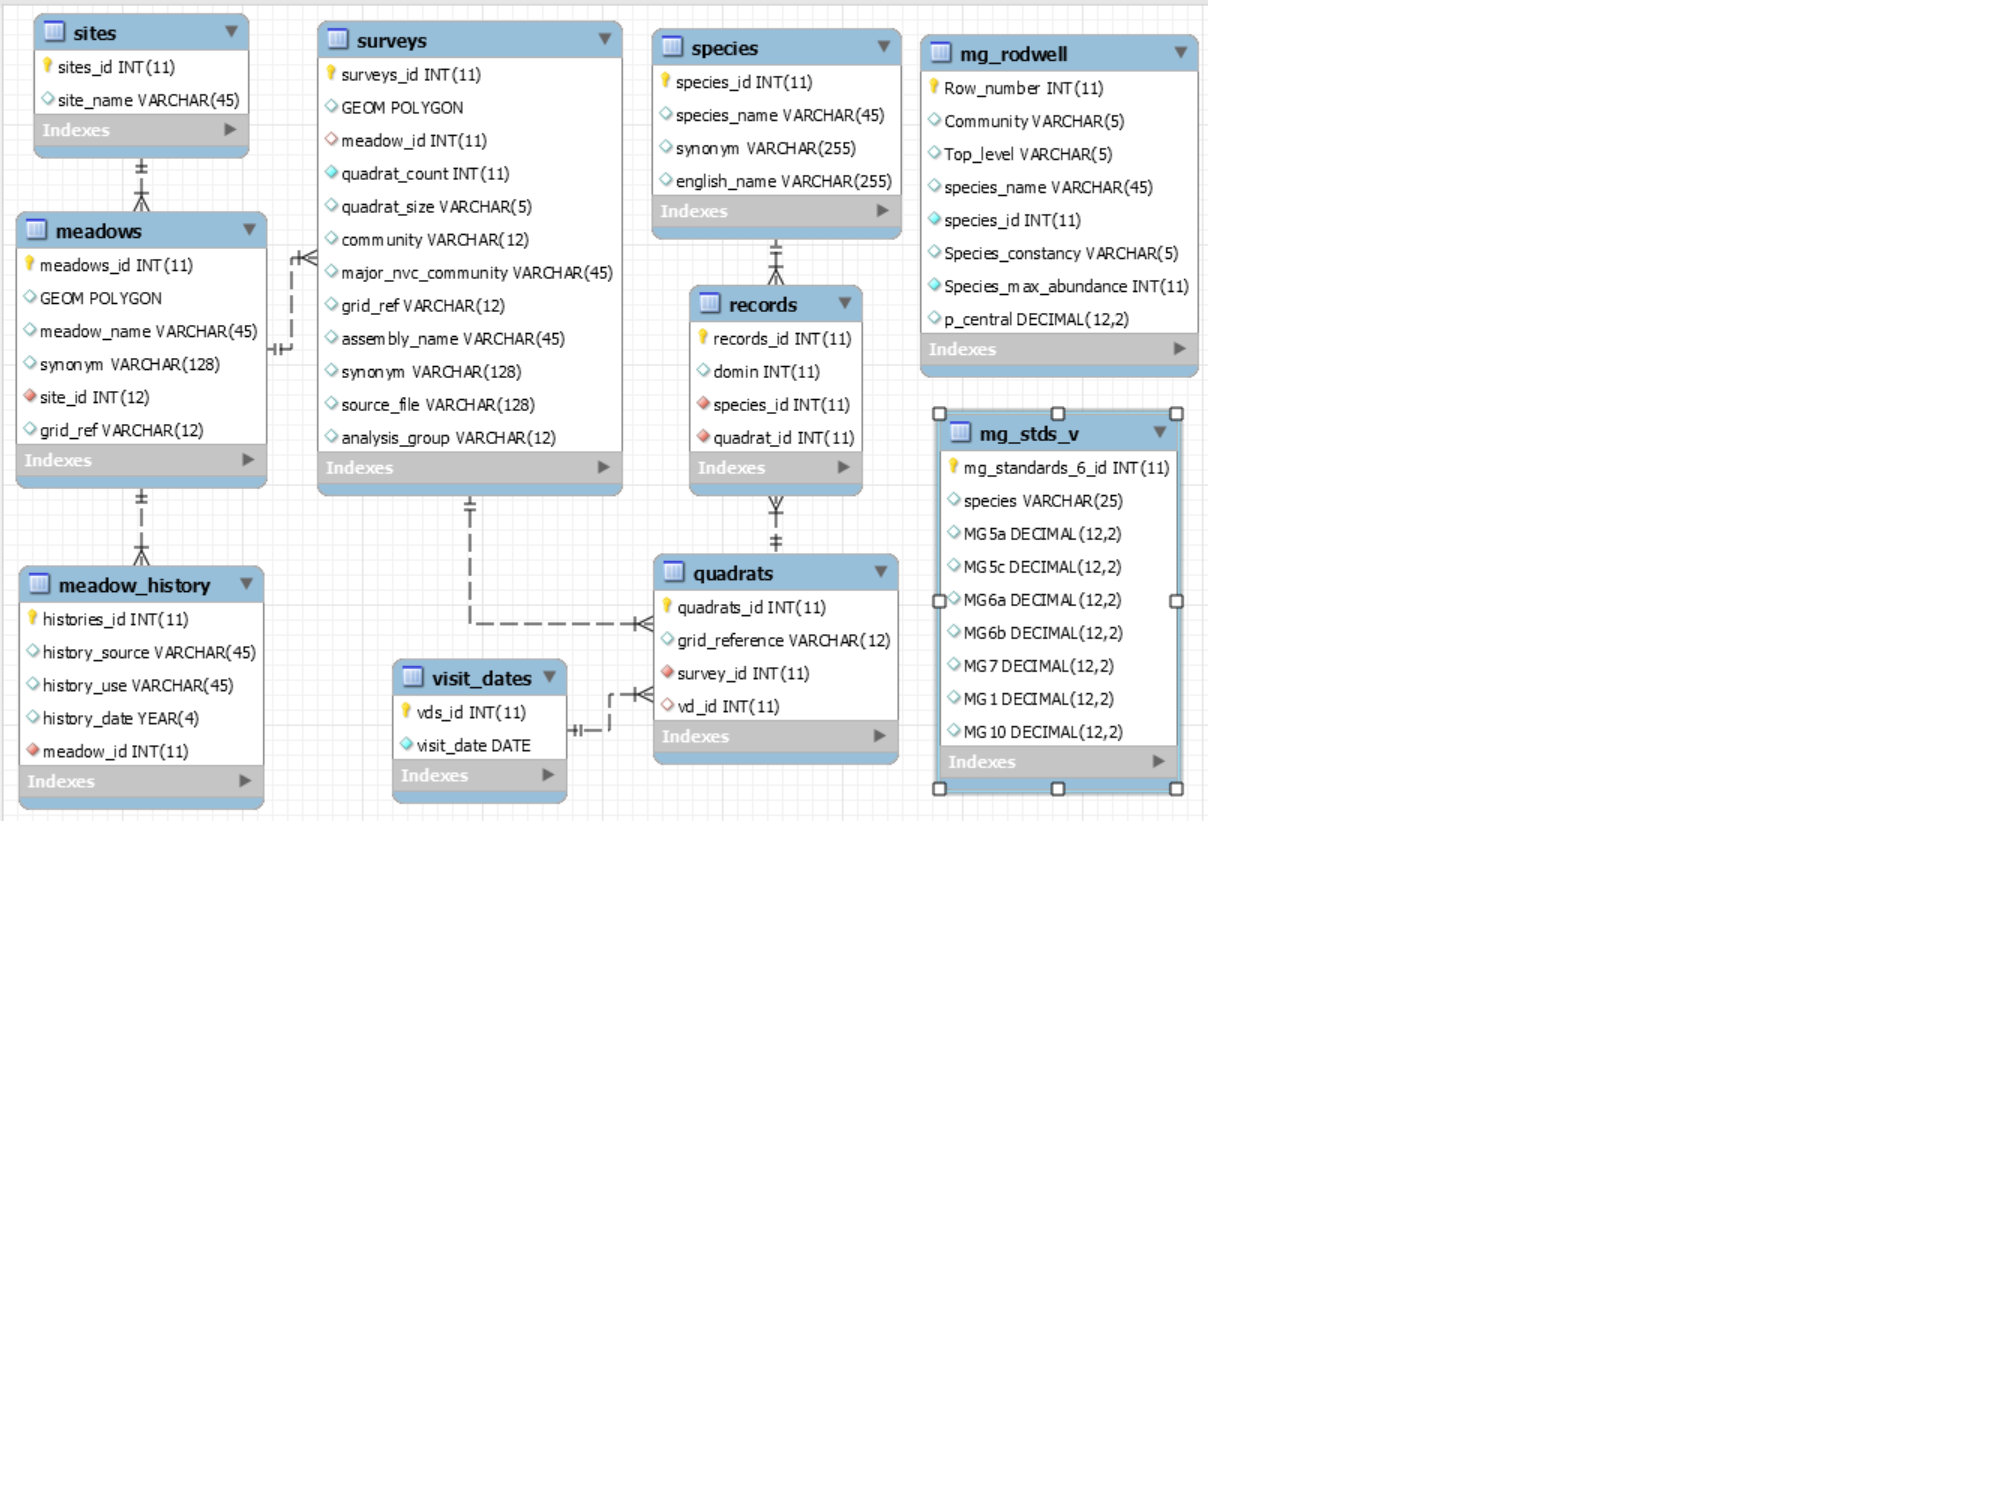 sites
sites_id INT(11)
site_name VARCHAR(45)
Indexes
meadows
meadows_id INT(11)
GEOM POLYGON
meadow_name VARCHAR(45)
synonym VARCHAR(128)
site_id INT(12)
grid_ref VARCHAR(12)
Indexes
meadow_history
histories_id INT(11)
history_source VARCHAR(45)
history_use VARCHAR(45)
history_date YEAR(4)
meadow_id INT(11)
Indexes
surveys
surveys_id INT(11)
GEOM POLYGON
meadow_id INT(11)
quadrat_count INT(11)
quadrat_size VARCHAR(5)
community VARCHAR(12)
major_nvc_community VARCHAR(45)
grid_ref VARCHAR(12)
assembly_name VARCHAR(45)
synonym VARCHAR(128)
source_file VARCHAR(128)
analysis_group VARCHAR(12)
Indexes
visit_dates
vds_id INT(11)
visit_date DATE
Indexes
species
species_id INT(11)
species_name VARCHAR(45)
synonym VARCHAR(255)
english_name VARCHAR(255)
Indexes
records
records_id INT(11)
domin INT(11)
species_id INT(11)
quadrat_id INT(11)
Indexes
quadrats
quadrats_id INT(11)
grid_reference VARCHAR(12)
survey_id INT(11)
vd_id INT(11)
Indexes
mg_rodwell
Row_number INT(11)
Community VARCHAR(5)
Top_level VARCHAR(5)
species_name VARCHAR(45)
species_id INT(11)
Species_constancy VARCHAR(5)
Species_max_abundance INT(11)
p_central DECIMAL(12,2)
Indexes
mg_stds_v
mg_standards_6_id INT(11)
species VARCHAR(25)
MG5a DECIMAL(12,2)
MG5c DECIMAL(12,2)
MG6a DECIMAL(12,2)
MG6b DECIMAL(12,2)
MG7 DECIMAL(12,2)
MG1 DECIMAL(12,2)
MG10 DECIMAL(12,2)
Indexes